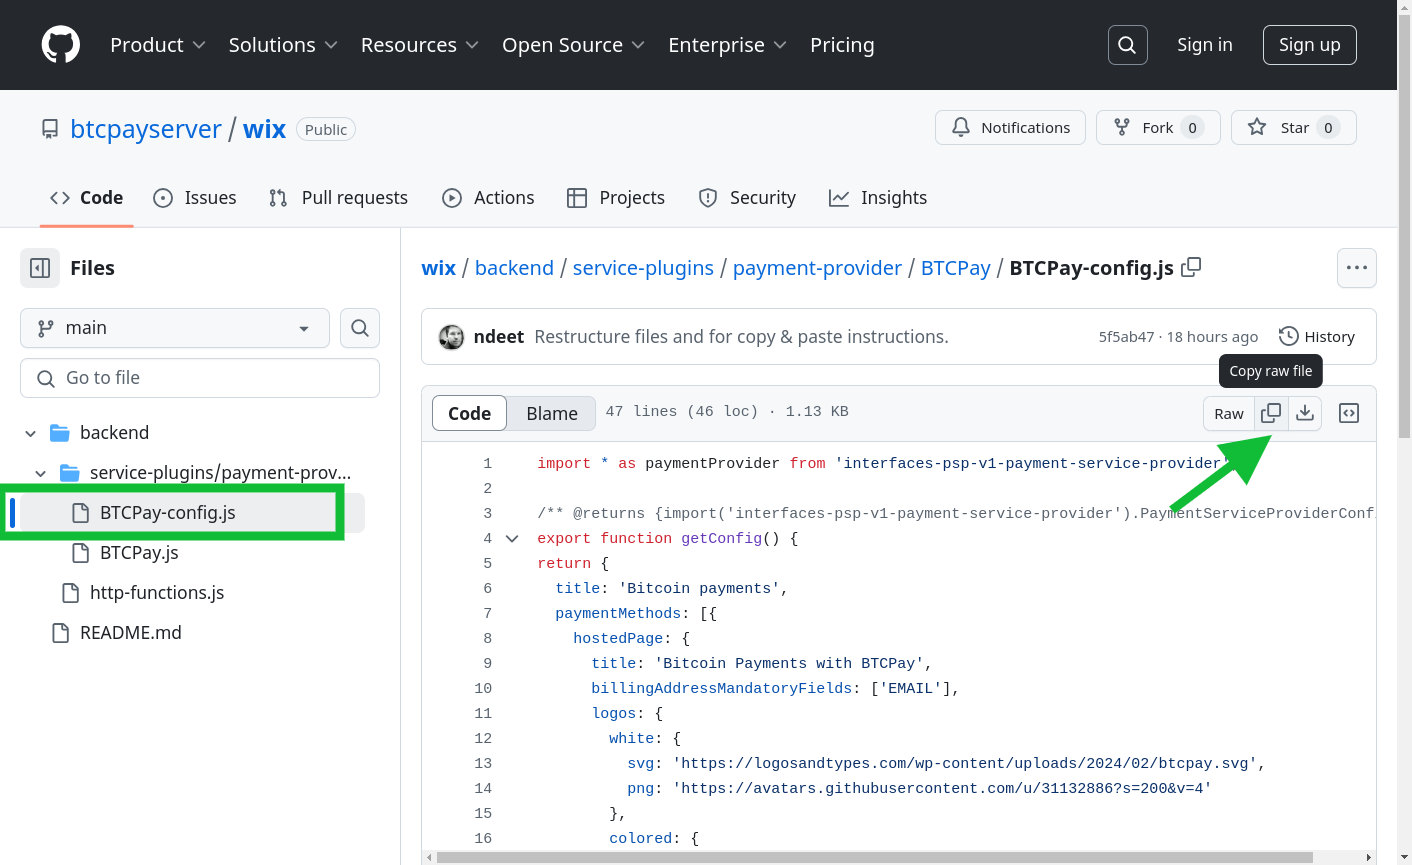 Product Solutions Resources Open Source Enterprise Pricing Sign in Sign up
btcpayserver / wix Public Notifications Fork 0 Star 0
Code Issues Pull requests Actions Projects Security Insights
Files
main
Go to file
backend
service-plugins/payment-prov...
BTCPay-config.js
BTCPay.js
http-functions.js
README.md
wix / backend / service-plugins / payment-provider / BTCPay / BTCPay-config.js
ndeet Restructure files and for copy & paste instructions. 5f5ab47 · 18 hours ago History
Copy raw file
Code Blame 47 lines (46 loc) · 1.13 KB Raw
1 import * as paymentProvider from 'interfaces-psp-v1-payment-service-provider'
2
3 /** @returns {import('interfaces-psp-v1-payment-service-provider').PaymentServiceProviderConf
4 export function getConfig() {
5 return {
6 title: 'Bitcoin payments',
7 paymentMethods: [{
8 hostedPage: {
9 title: 'Bitcoin Payments with BTCPay',
10 billingAddressMandatoryFields: ['EMAIL'],
11 logos: {
12 white: {
13 svg: 'https://logosandtypes.com/wp-content/uploads/2024/02/btcpay.svg',
14 png: 'https://avatars.githubusercontent.com/u/31132886?s=200&v=4'
15 },
16 colored: {